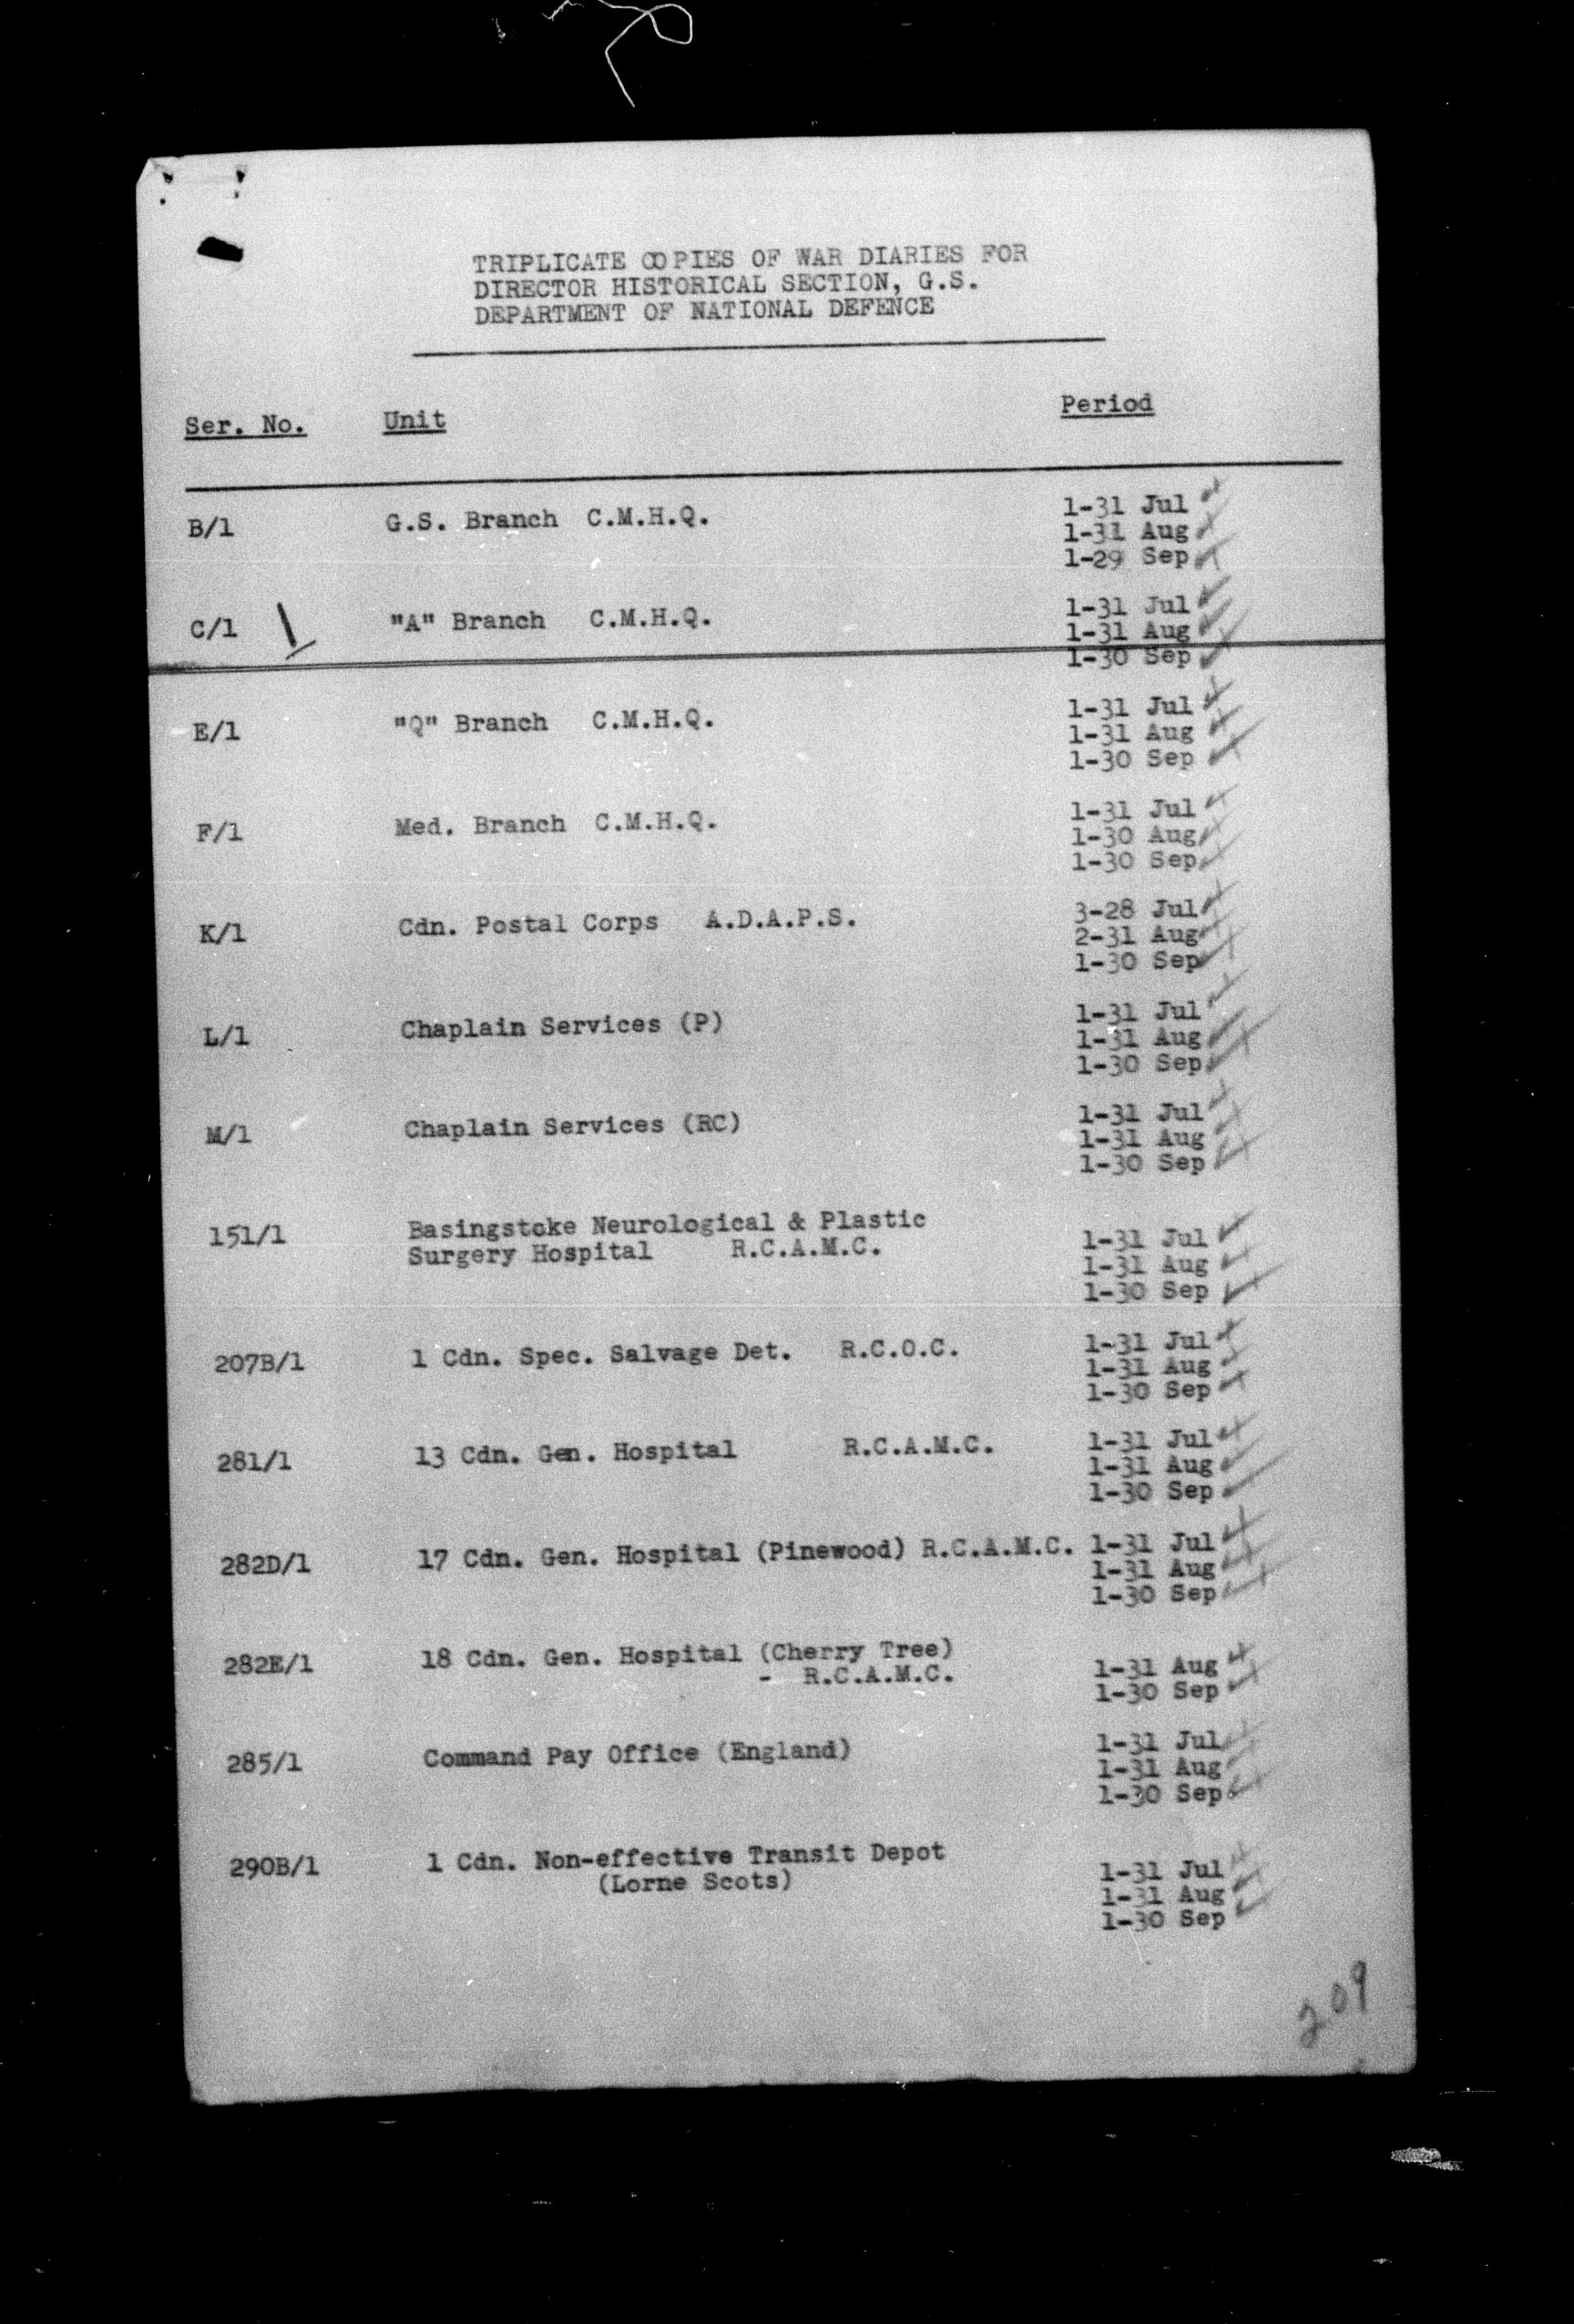 TRIPLICATE COPIES OF WAR DIARIES FOR
DIRECTOR HISTORICAL SECTION, G.S.
DEPARTMENT OF NATIONAL DEFENCE
Ser. No. Unit Period
B/1 G.S. Branch C.M.H.Q. 1-31 Jul
1-31 Aug
1-29 Sep
C/1 "A" Branch C.M.H.Q. 1-31 Jul
1-31 Aug
1-30 Sep
E/1 "Q" Branch C.M.H.Q. 1-31 Jul
1-31 Aug
1-30 Sep
F/1 Med. Branch C.M.H.Q. 1-31 Jul
1-30 Aug
1-30 Sep
K/1 Cdn. Postal Corps A.D.A.P.S. 3-28 Jul
2-31 Aug
1-30 Sep
L/1 Chaplain Services (P) 1-31 Jul
1-31 Aug
1-30 Sep
M/1 Chaplain Services (RC) 1-31 Jul
1-31 Aug
1-30 Sep
151/1 Basingstoke Neurological & Plastic
Surgery Hospital R.C.A.M.C. 1-31 Jul
1-31 Aug
1-30 Sep
207B/1 1 Cdn. Spec. Salvage Det. R.C.O.C. 1-31 Jul
1-31 Aug
1-30 Sep
281/1 13 Cdn. Gen. Hospital R.C.A.M.C. 1-31 Jul
1-31 Aug
1-30 Sep
282D/1 17 Cdn. Gen. Hospital (Pinewood) R.C.A.M.C. 1-31 Jul
1-31 Aug
1-30 Sep
282E/1 18 Cdn. Gen. Hospital (Cherry Tree)
- R.C.A.M.C. 1-31 Aug
1-30 Sep
285/1 Command Pay Office (England) 1-31 Jul
1-31 Aug
1-30 Sep
290B/1 1 Cdn. Non-effective Transit Depot
(Lorne Scots) 1-31 Jul
1-31 Aug
1-30 Sep
209